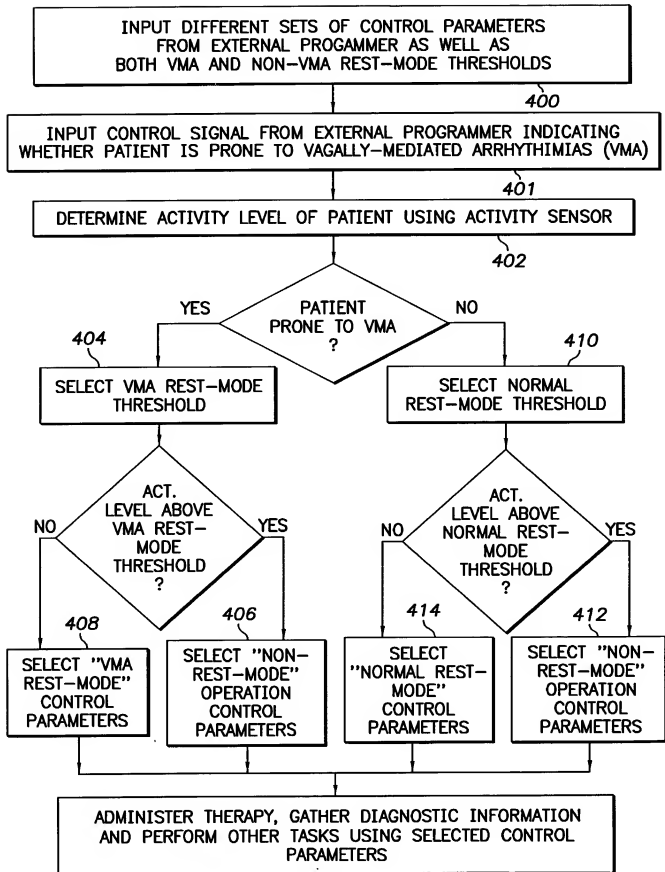 INPUT DIFFERENT SETS OF CONTROL PARAMETERS
FROM EXTERNAL PROGAMMER AS WELL AS
BOTH VMA AND NON-VMA REST-MODE THRESHOLDS
400
INPUT CONTROL SIGNAL FROM EXTERNAL PROGRAMMER INDICATING
WHETHER PATIENT IS PRONE TO VAGALLY-MEDIATED ARRHYTHIMIAS (VMA)
401
DETERMINE ACTIVITY LEVEL OF PATIENT USING ACTIVITY SENSOR
402
YES
PATIENT
PRONE TO VMA
?
NO
404
SELECT VMA REST-MODE
THRESHOLD
410
SELECT NORMAL
REST-MODE THRESHOLD
NO
ACT.
LEVEL ABOVE
VMA REST-
MODE
THRESHOLD
?
YES
NO
ACT.
LEVEL ABOVE
NORMAL REST-
MODE
THRESHOLD
?
YES
408
SELECT "VMA
REST-MODE"
CONTROL
PARAMETERS
406
SELECT "NON-
REST-MODE"
OPERATION
CONTROL
PARAMETERS
414
SELECT
"NORMAL REST-
MODE"
CONTROL
PARAMETERS
412
SELECT "NON-
REST-MODE"
OPERATION
CONTROL
PARAMETERS
ADMINISTER THERAPY, GATHER DIAGNOSTIC INFORMATION
AND PERFORM OTHER TASKS USING SELECTED CONTROL
PARAMETERS